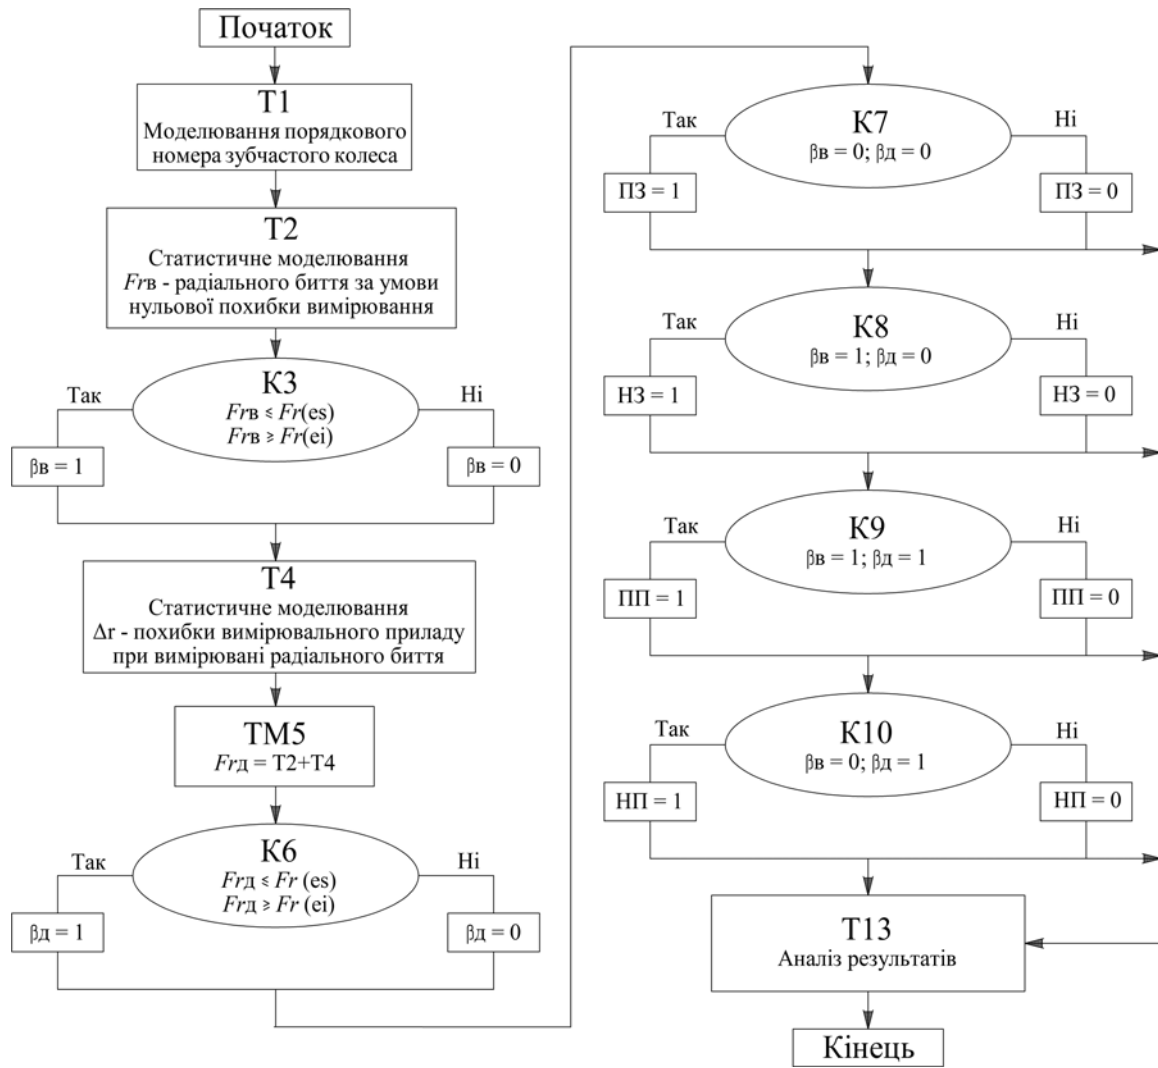 Початок
Т1
Моделювання порядкового
номера зубчастого колеса
Т2
Статистичне моделювання
Frв - радіального биття за умови
нульової похибки вимірювання
К3
Frв ⩽ Fr(es)
Frв ⩾ Fr(ei)
Так
Ні
βв = 1
βв = 0
Т4
Статистичне моделювання
Δr - похибки вимірювального приладу
при вимірювані радіального биття
ТМ5
Frд = Т2+Т4
К6
Frд ⩽ Fr (es)
Frд ⩾ Fr (ei)
Так
Ні
βд = 1
βд = 0
К7
βв = 0; βд = 0
Так
Ні
ПЗ = 1
ПЗ = 0
К8
βв = 1; βд = 0
Так
Ні
НЗ = 1
НЗ = 0
К9
βв = 1; βд = 1
Так
Ні
ПП = 1
ПП = 0
К10
βв = 0; βд = 1
Так
Ні
НП = 1
НП = 0
Т13
Аналіз результатів
Кінець